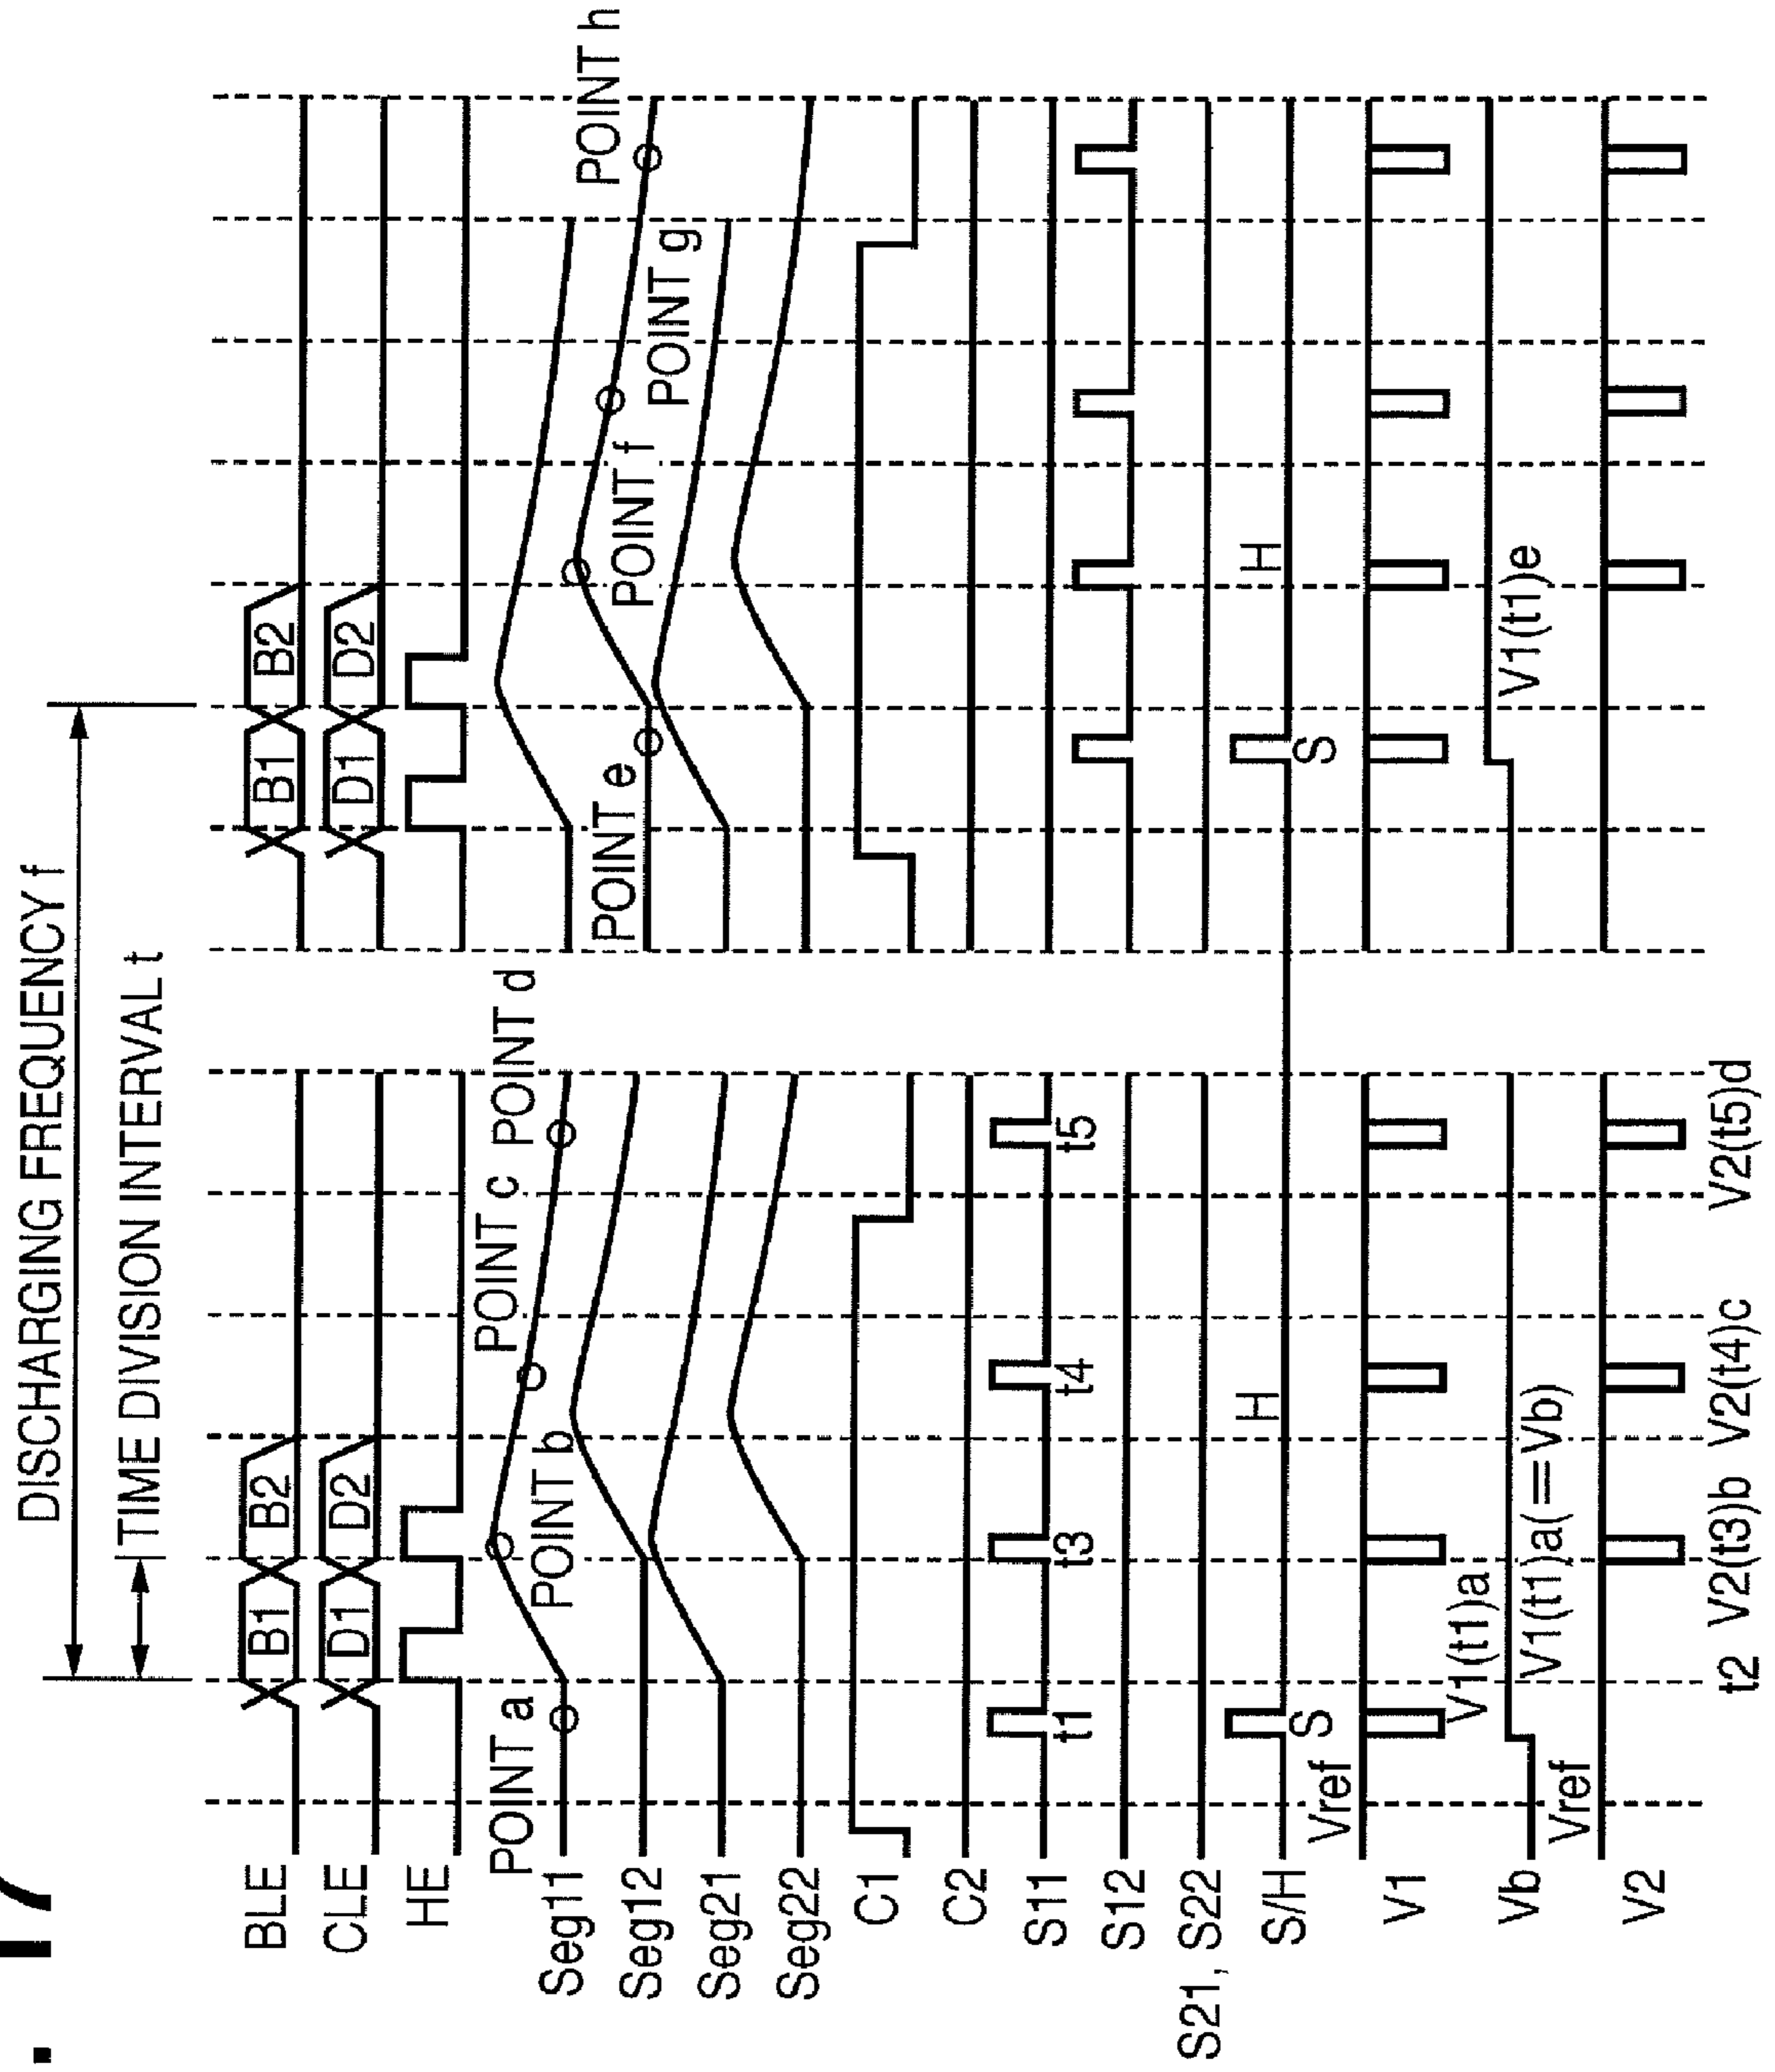 . 17
DISCHARGING FREQUENCY f
TIME DIVISION INTERVAL t
BLE B1 B2 B1 B2
CLE D1 D2 D1 D2
HE
POINT a POINT b POINT c POINT d
Seg11
POINT e POINT f POINT g POINT h
Seg12
Seg21
Seg22
C1
C2
S11 t1 t3 t4 t5
S12
S21, S22
S/H S H S H
Vref
V1 V1(t1)a
Vb V1(t1)a(=Vb) V1(t1)e
Vref
V2
t2 V2(t3)b V2(t4)c V2(t5)d